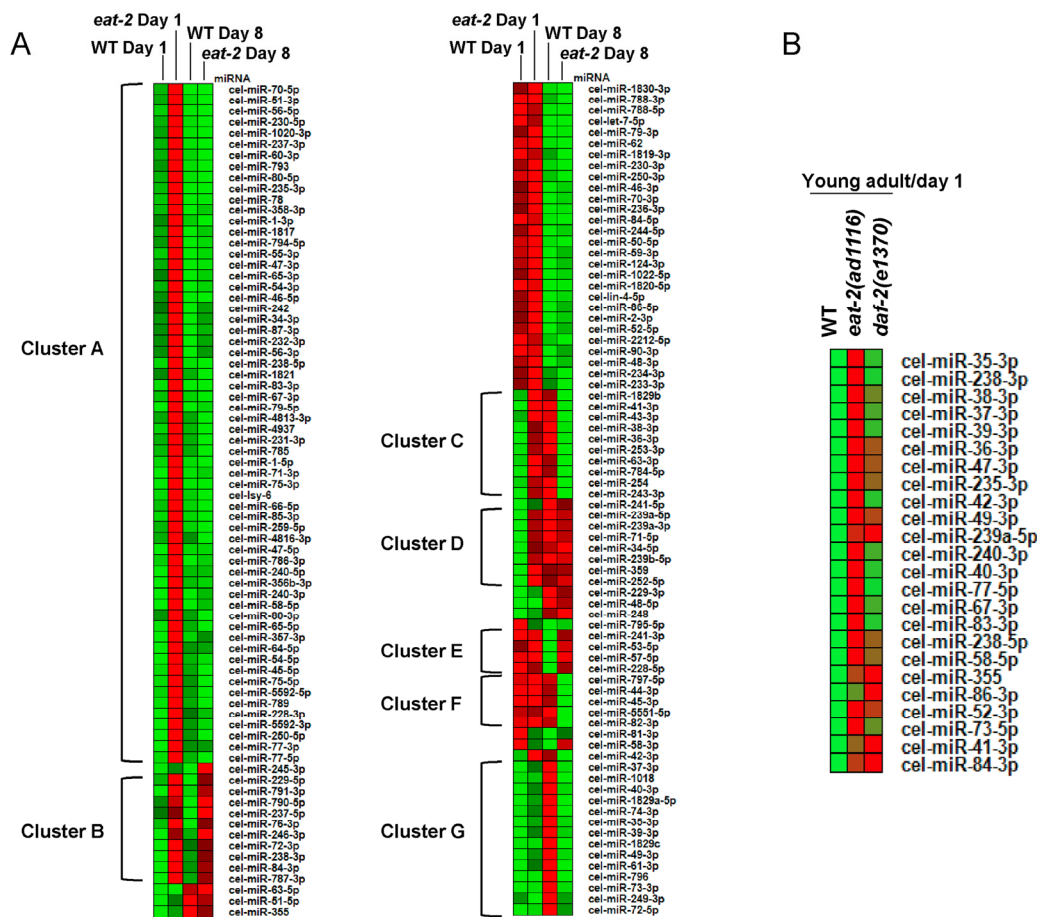 A
eat-2 Day 1
WT Day 1
WT Day 8
eat-2 Day 8
miRNA
cel-miR-70-5p
cel-miR-51-3p
cel-miR-56-5p
cel-miR-230-5p
cel-miR-1020-3p
cel-miR-237-3p
cel-miR-60-3p
cel-miR-793
cel-miR-80-5p
cel-miR-235-3p
cel-miR-78
cel-miR-358-3p
cel-miR-1-3p
cel-miR-1817
cel-miR-794-5p
cel-miR-55-3p
cel-miR-47-3p
cel-miR-65-3p
cel-miR-54-3p
cel-miR-46-5p
cel-miR-242
cel-miR-34-3p
cel-miR-87-3p
cel-miR-232-3p
cel-miR-56-3p
cel-miR-238-5p
cel-miR-1821
cel-miR-83-3p
cel-miR-67-3p
cel-miR-79-5p
cel-miR-4813-3p
cel-miR-4937
cel-miR-231-3p
cel-miR-785
cel-miR-1-5p
cel-miR-71-3p
cel-miR-75-3p
cel-lsy-6
cel-miR-66-5p
cel-miR-85-3p
cel-miR-259-5p
cel-miR-4816-3p
cel-miR-47-5p
cel-miR-786-3p
cel-miR-240-5p
cel-miR-356b-3p
cel-miR-240-3p
cel-miR-58-5p
cel-miR-80-3p
cel-miR-65-5p
cel-miR-357-3p
cel-miR-64-5p
cel-miR-54-5p
cel-miR-45-5p
cel-miR-75-5p
cel-miR-5592-5p
cel-miR-789
cel-miR-228-3p
cel-miR-5592-3p
cel-miR-250-5p
cel-miR-77-3p
cel-miR-77-5p
cel-miR-245-3p
cel-miR-229-5p
cel-miR-791-3p
cel-miR-790-5p
cel-miR-237-5p
cel-miR-76-3p
cel-miR-246-3p
cel-miR-72-3p
cel-miR-238-3p
cel-miR-84-3p
cel-miR-787-3p
cel-miR-63-5p
cel-miR-51-5p
cel-miR-355
Cluster A
Cluster B
eat-2 Day 1
WT Day 1
WT Day 8
eat-2 Day 8
miRNA
cel-miR-1830-3p
cel-miR-788-3p
cel-miR-788-5p
cel-let-7-5p
cel-miR-79-3p
cel-miR-62
cel-miR-1819-3p
cel-miR-230-3p
cel-miR-250-3p
cel-miR-46-3p
cel-miR-70-3p
cel-miR-236-3p
cel-miR-84-5p
cel-miR-244-5p
cel-miR-50-5p
cel-miR-59-3p
cel-miR-124-3p
cel-miR-1022-5p
cel-miR-1820-5p
cel-lin-4-5p
cel-miR-86-5p
cel-miR-2-3p
cel-miR-52-5p
cel-miR-2212-5p
cel-miR-90-3p
cel-miR-48-3p
cel-miR-234-3p
cel-miR-233-3p
cel-miR-1829b
cel-miR-41-3p
cel-miR-43-3p
cel-miR-38-3p
cel-miR-36-3p
cel-miR-253-3p
cel-miR-63-3p
cel-miR-784-5p
cel-miR-254
cel-miR-243-3p
cel-miR-241-5p
cel-miR-239a-5p
cel-miR-239a-3p
cel-miR-71-5p
cel-miR-34-5p
cel-miR-239b-5p
cel-miR-359
cel-miR-252-5p
cel-miR-229-3p
cel-miR-48-5p
cel-miR-248
cel-miR-795-5p
cel-miR-241-3p
cel-miR-53-5p
cel-miR-57-5p
cel-miR-228-5p
cel-miR-797-5p
cel-miR-44-3p
cel-miR-45-3p
cel-miR-5551-5p
cel-miR-82-3p
cel-miR-81-3p
cel-miR-58-3p
cel-miR-42-3p
cel-miR-37-3p
cel-miR-1018
cel-miR-40-3p
cel-miR-1829a-5p
cel-miR-74-3p
cel-miR-35-3p
cel-miR-39-3p
cel-miR-1829c
cel-miR-49-3p
cel-miR-61-3p
cel-miR-796
cel-miR-73-3p
cel-miR-249-3p
cel-miR-72-5p
Cluster C
Cluster D
Cluster E
Cluster F
Cluster G
B
Young adult/day 1
WT
eat-2(ad1116)
daf-2(e1370)
cel-miR-35-3p
cel-miR-238-3p
cel-miR-38-3p
cel-miR-37-3p
cel-miR-39-3p
cel-miR-36-3p
cel-miR-47-3p
cel-miR-235-3p
cel-miR-42-3p
cel-miR-49-3p
cel-miR-239a-5p
cel-miR-240-3p
cel-miR-40-3p
cel-miR-77-5p
cel-miR-67-3p
cel-miR-83-3p
cel-miR-238-5p
cel-miR-58-5p
cel-miR-355
cel-miR-86-3p
cel-miR-52-3p
cel-miR-73-5p
cel-miR-41-3p
cel-miR-84-3p